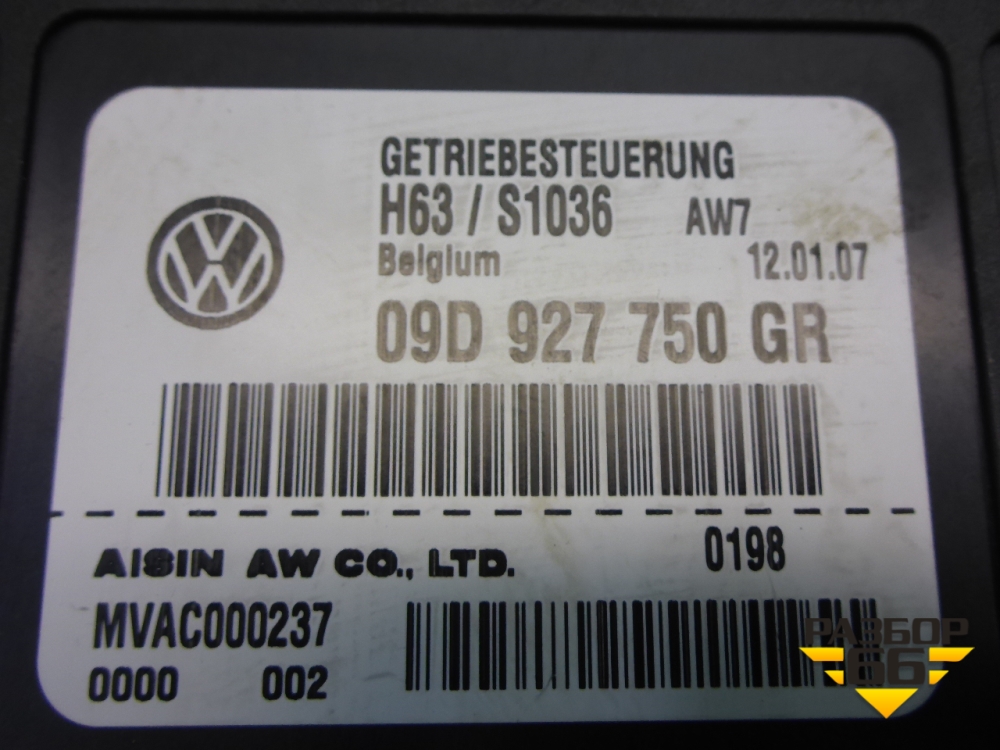 GETRIEBESTEUERUNG
H63 / S1036 AW7
Belgium 12.01.07
09D 927 750 GR
AISIN AW CO., LTD. 0198
MVAC000237
0000 002
РАЗБОР
66